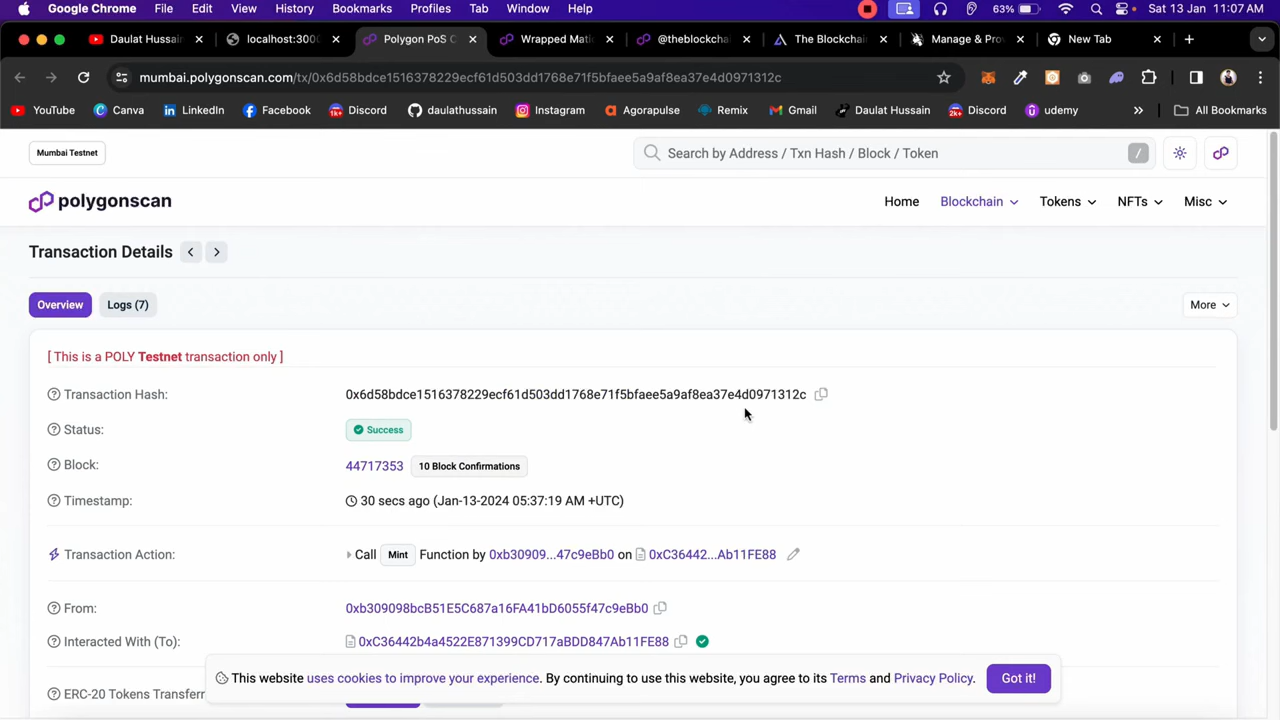 Google Chrome File Edit View History Bookmarks Profiles Tab Window Help 63% Sat 13 Jan 11:07 AM
Daulat Hussain localhost:3000 Polygon PoS C Wrapped Mati @theblockcha The Blockchain Manage & Pro New Tab
mumbai.polygonscan.com/tx/0x6d58bdce1516378229ecf61d503dd1768e71f5bfaee5a9af8ea37e4d0971312c
YouTube Canva LinkedIn Facebook 1k+ Discord daulathussain Instagram Agorapulse Remix Gmail Daulat Hussain 2k+ Discord udemy » All Bookmarks
Mumbai Testnet
Search by Address / Txn Hash / Block / Token /
polygonscan
Home Blockchain Tokens NFTs Misc
Transaction Details
Overview Logs (7) More
[ This is a POLY Testnet transaction only ]
Transaction Hash: 0x6d58bdce1516378229ecf61d503dd1768e71f5bfaee5a9af8ea37e4d0971312c
Status: Success
Block: 44717353 10 Block Confirmations
Timestamp: 30 secs ago (Jan-13-2024 05:37:19 AM +UTC)
Transaction Action: Call Mint Function by 0xb30909...47c9eBb0 on 0xC36442...Ab11FE88
From: 0xb309098bcB51E5C687a16FA41bD6055f47c9eBb0
Interacted With (To): 0xC36442b4a4522E871399CD717aBDD847Ab11FE88
This website uses cookies to improve your experience. By continuing to use this website, you agree to its Terms and Privacy Policy. Got it!
ERC-20 Tokens Transferr